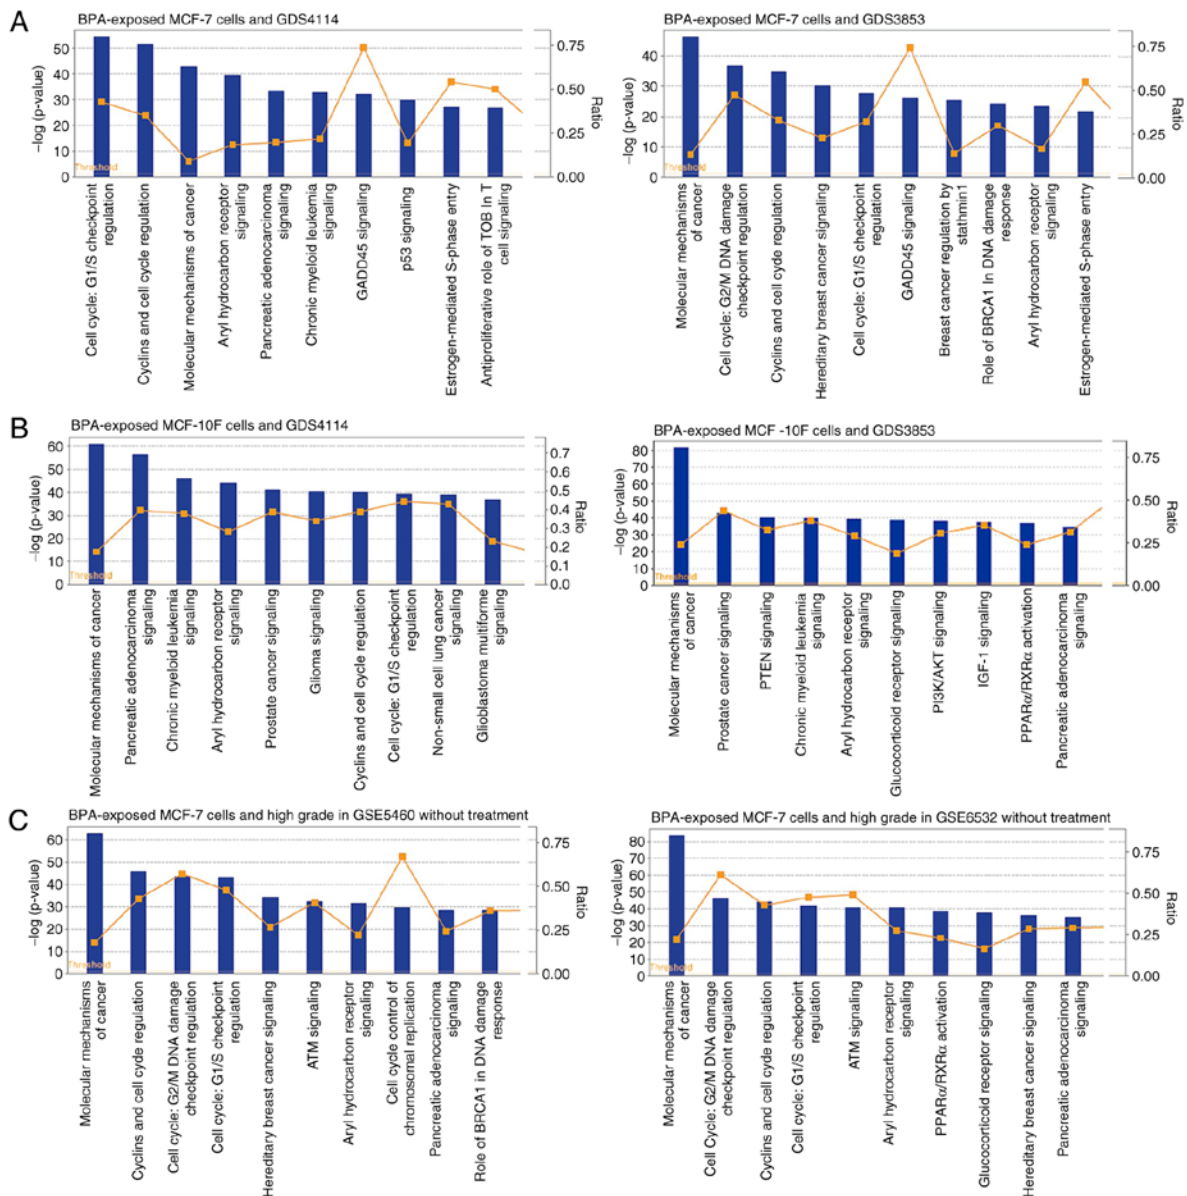 A
BPA-exposed MCF-7 cells and GDS4114
50
40
30
20
10
0
–log (p-value)
0.75
0.50
0.25
0.00
Ratio
Threshold
Cell cycle: G1/S checkpoint
regulation
Cyclins and cell cycle regulation
Molecular mechanisms of cancer
Aryl hydrocarbon receptor
signaling
Pancreatic adenocarcinoma
signaling
Chronic myeloid leukemia
signaling
GADD45 signaling
p53 signaling
Estrogen-mediated S-phase entry
Antiproliferative role of TOB In T
cell signaling
BPA-exposed MCF-7 cells and GDS3853
40
30
20
10
0
–log (p-value)
0.75
0.50
0.25
0.00
Ratio
Threshold
Molecular mechanisms
of cancer
Cell cycle: G2/M DNA damage
checkpoint regulation
Cyclins and cell cycle regulation
Hereditary breast cancer signaling
Cell cycle: G1/S checkpoint
regulation
GADD45 signaling
Breast cancer regulation by
stathmin1
Role of BRCA1 In DNA damage
response
Aryl hydrocarbon receptor
signaling
Estrogen-mediated S-phase entry
B
BPA-exposed MCF-10F cells and GDS4114
60
50
40
30
20
10
0
–log (p-value)
0.7
0.6
0.5
0.4
0.3
0.2
0.1
0.0
Ratio
Threshold
Molecular mechanisms of cancer
Pancreatic adenocarcinoma
signaling
Chronic myeloid leukemia
signaling
Aryl hydrocarbon receptor
signaling
Prostate cancer signaling
Glioma signaling
Cyclins and cell cycle regulation
Cell cycle: G1/S checkpoint
regulation
Non-small cell lung cancer
signaling
Glioblastoma multiforme
signaling
BPA-exposed MCF -10F cells and GDS3853
80
70
60
50
40
30
20
10
0
–log (p-value)
0.75
0.50
0.25
0.00
Ratio
Threshold
Molecular mechanisms
of cancer
Prostate cancer signaling
PTEN signaling
Chronic myeloid leukemia
signaling
Aryl hydrocarbon receptor
signaling
Glucocorticoid receptor signaling
PI3K/AKT signaling
IGF-1 signaling
PPARα/RXRα activation
Pancreatic adenocarcinoma
signaling
C
BPA-exposed MCF-7 cells and high grade in GSE5460 without treatment
60
50
40
30
20
10
0
–log (p-value)
0.75
0.50
0.25
0.00
Ratio
Threshold
Molecular mechanisms
of cancer
Cyclins and cell cycle regulation
Cell cycle: G2/M DNA damage
checkpoint regulation
Cell cycle: G1/S checkpoint
regulation
Hereditary breast cancer signaling
ATM signaling
Aryl hydrocarbon receptor
signaling
Cell cycle control of
chromosomal replication
Pancreatic adenocarcinoma
signaling
Role of BRCA1 in DNA damage
response
BPA-exposed MCF-7 cells and high grade in GSE6532 without treatment
80
70
60
50
40
30
20
10
0
–log (p-value)
0.75
0.50
0.25
0.00
Ratio
Threshold
Molecular mechanisms
of cancer
Cell Cycle: G2/M DNA damage
checkpoint regulation
Cyclins and cell cycle regulation
Cell cycle: G1/S checkpoint
regulation
ATM signaling
Aryl hydrocarbon receptor
signaling
PPARα/RXRα activation
Glucocorticoid receptor signaling
Hereditary breast cancer signaling
Pancreatic adenocarcinoma
signaling